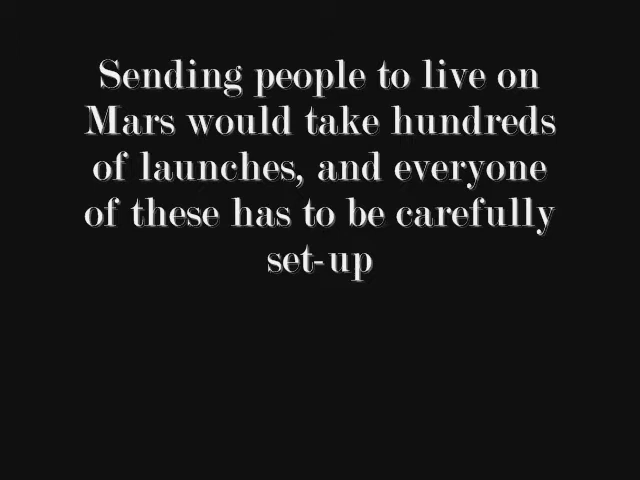 Sending people to live on
Mars would take hundreds
of launches, and everyone
of these has to be carefully
set-up